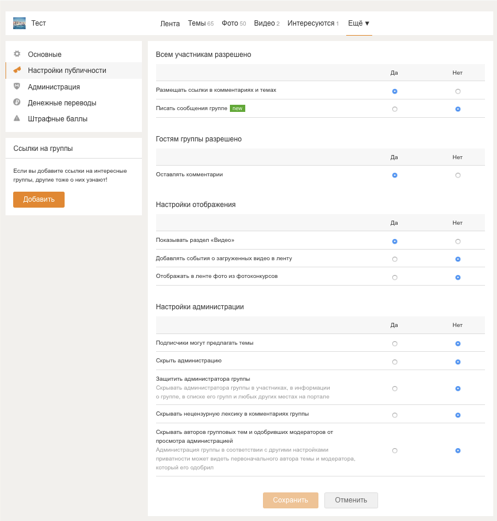 Тест
Лента Темы 65 Фото 50 Видео 2 Интересуются 1 Ещё ▾
Основные
Настройки публичности
Администрация
Денежные переводы
Штрафные баллы
Ссылки на группы
Если вы добавите ссылки на интересные
группы, другие тоже о них узнают!
Добавить
Всем участникам разрешено
Да Нет
Размещать ссылки в комментариях и темах
Писать сообщения группе new
Гостям группы разрешено
Да Нет
Оставлять комментарии
Настройки отображения
Да Нет
Показывать раздел «Видео»
Добавлять события о загруженных видео в ленту
Отображать в ленте фото из фотоконкурсов
Настройки администрации
Да Нет
Подписчики могут предлагать темы
Скрыть администрацию
Защитить администратора группы
Скрывать администратора группы в участниках, в информации
о группе, в списке его групп и любых других местах на портале
Скрывать нецензурную лексику в комментариях группы
Скрывать авторов групповых тем и одобривших модераторов от
просмотра администрацией
Администрация группы в соответствии с другими настройками
приватности может видеть первоначального автора темы и модератора,
который его одобрил
Сохранить Отменить